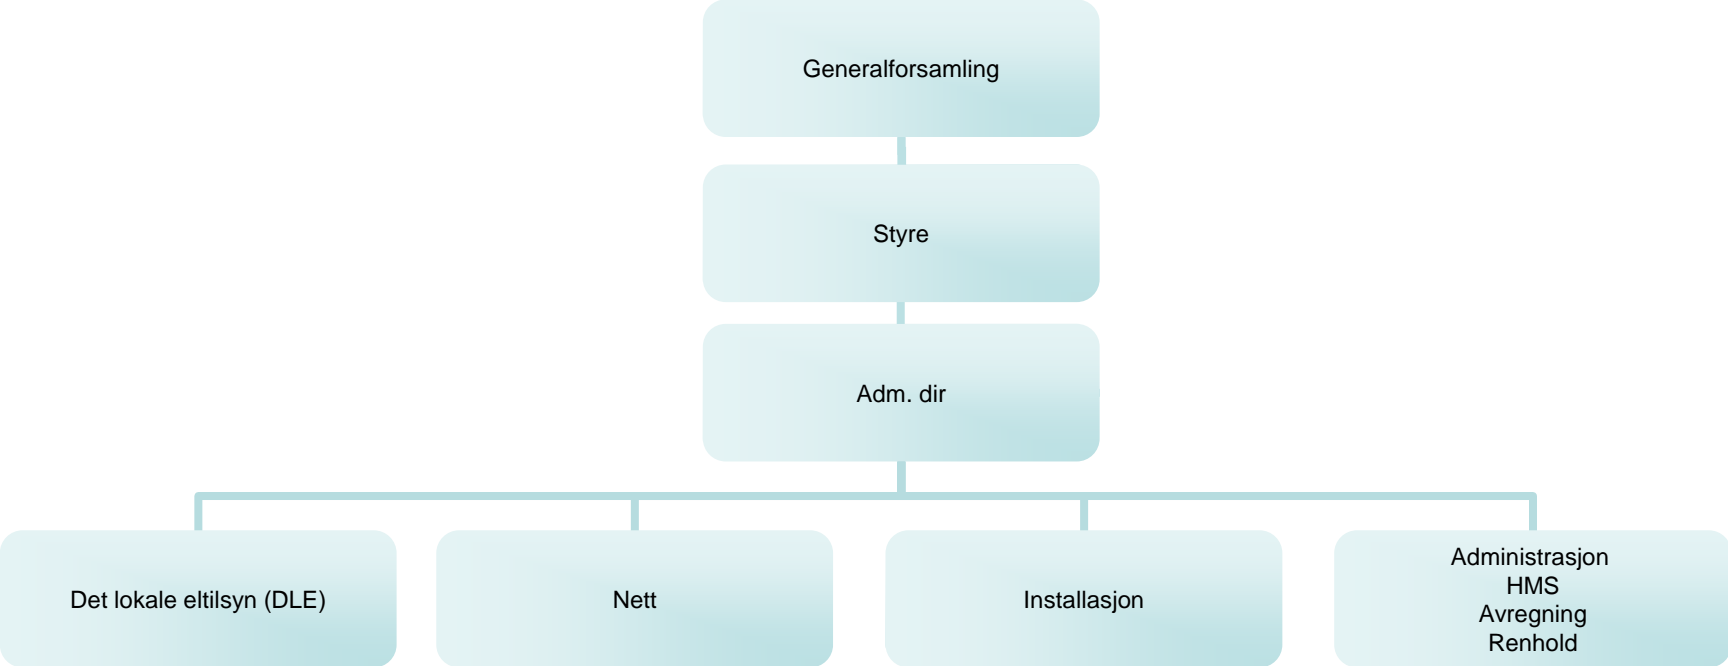 Generalforsamling
Styre
Adm. dir
Det lokale eltilsyn (DLE)
Nett
Installasjon
Administrasjon
HMS
Avregning
Renhold